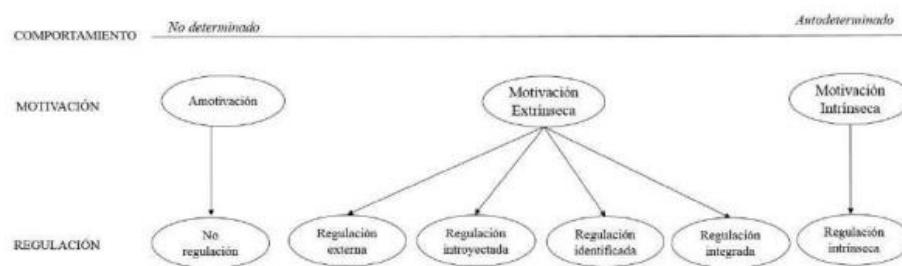 No determinado
Autodeterminado
COMPORTAMIENTO
MOTIVACIÓN
Amotivación
Motivación
Extrínseca
Motivación
Intrínseca
REGULACIÓN
No
regulación
Regulación
externa
Regulación
introyectada
Regulación
identificada
Regulación
integrada
Regulación
intrínseca